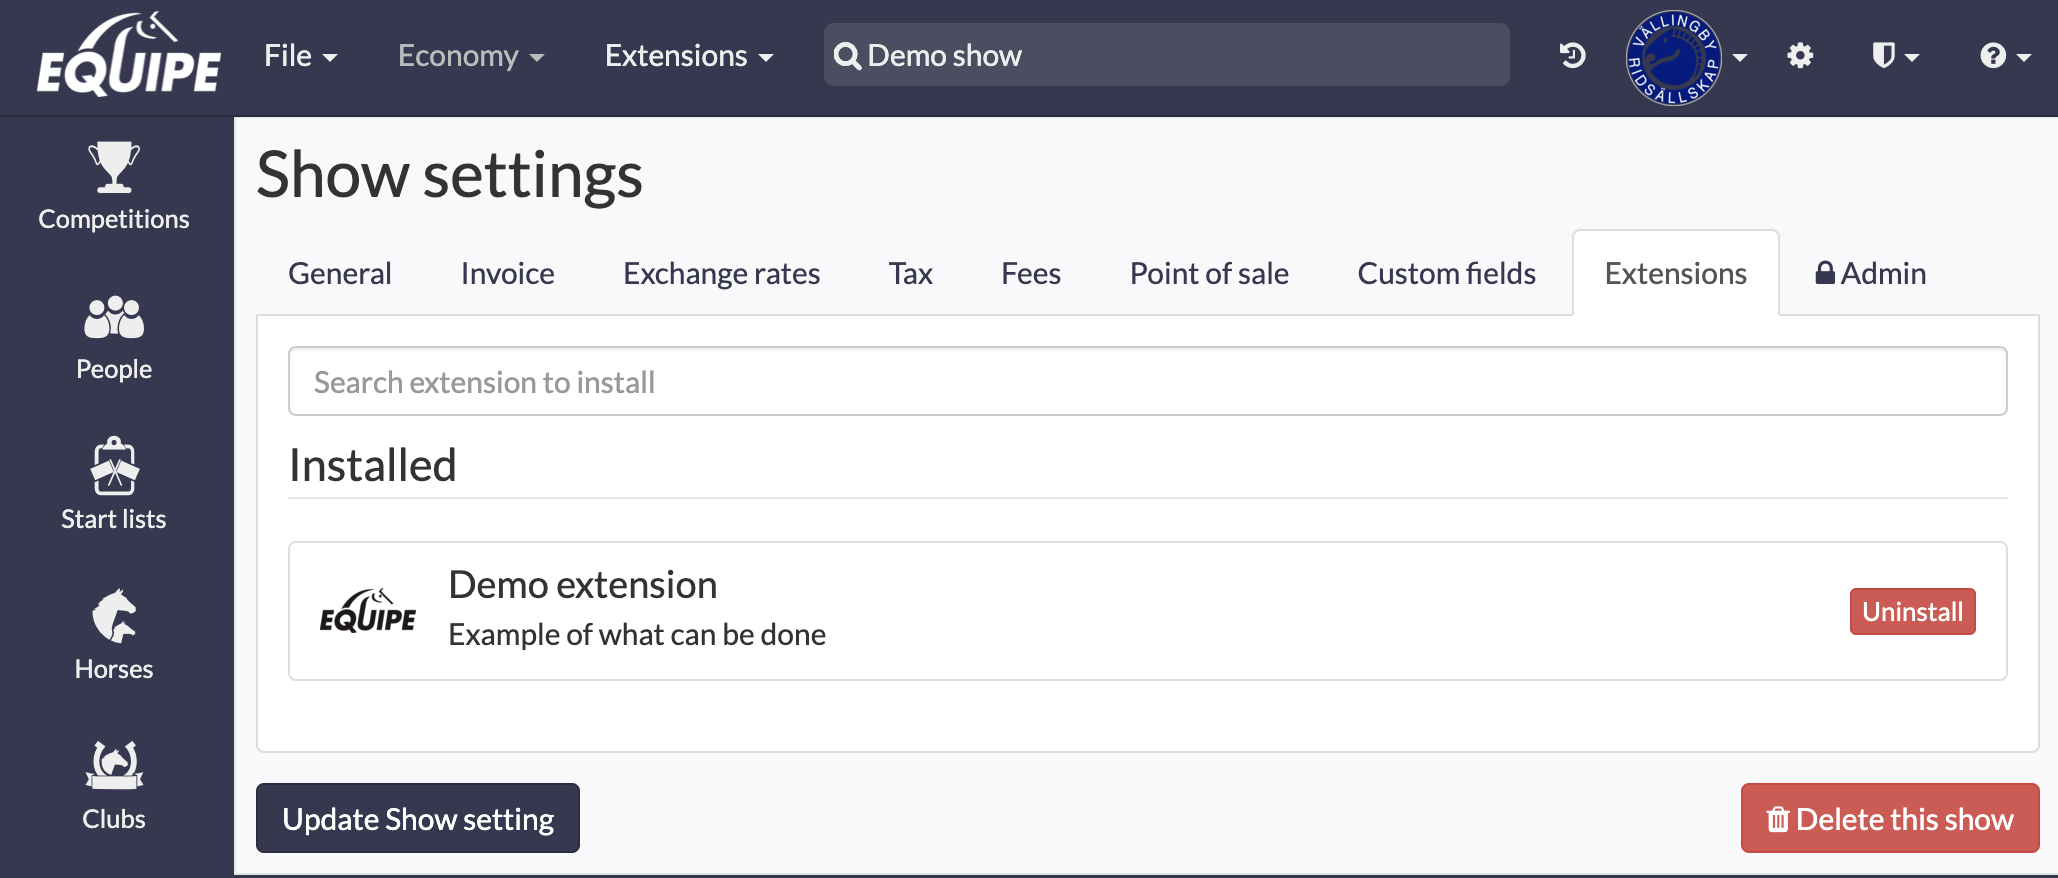 EQUIPE
File
Economy
Extensions
Demo show
VÄLLINGBY
RIDSÄLLSKAP
Competitions
People
Start lists
Horses
Clubs
Show settings
General
Invoice
Exchange rates
Tax
Fees
Point of sale
Custom fields
Extensions
Admin
Search extension to install
Installed
EQUIPE
Demo extension
Example of what can be done
Uninstall
Update Show setting
Delete this show